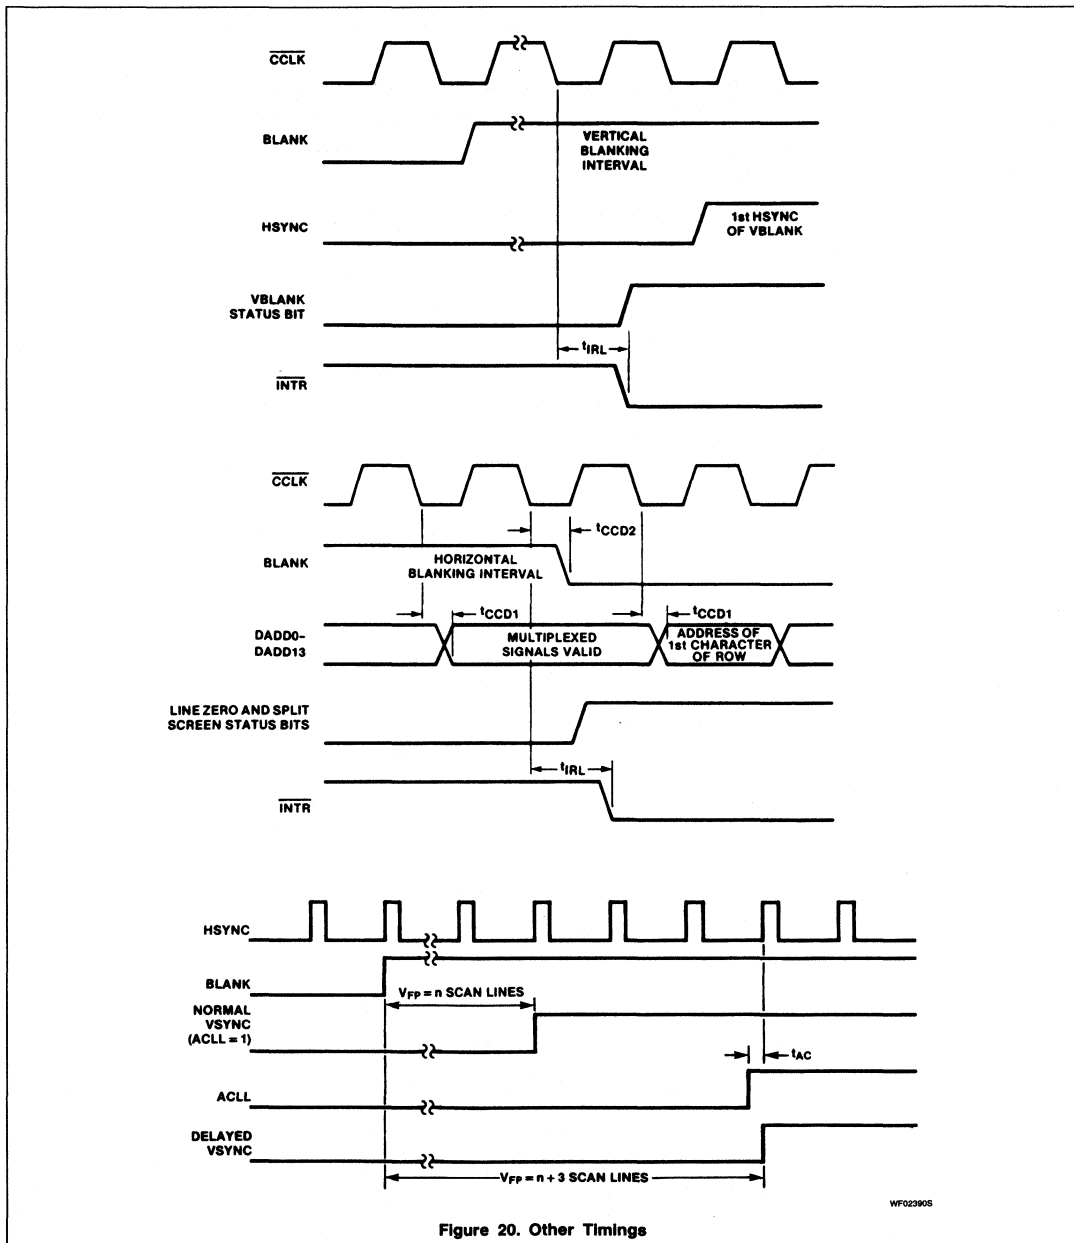 CCLK
BLANK
VERTICAL
BLANKING
INTERVAL
HSYNC
1st HSYNC
OF VBLANK
VBLANK
STATUS BIT
tIRL
INTR
CCLK
tCCD2
BLANK
HORIZONTAL
BLANKING INTERVAL
tCCD1
tCCD1
DADD0–
DADD13
MULTIPLEXED
SIGNALS VALID
ADDRESS OF
1st CHARACTER
OF ROW
LINE ZERO AND SPLIT
SCREEN STATUS BITS
tIRL
INTR
HSYNC
BLANK
VFP = n SCAN LINES
NORMAL
VSYNC
(ACLL = 1)
tAC
ACLL
DELAYED
VSYNC
VFP = n + 3 SCAN LINES
WF02390S
Figure 20. Other Timings